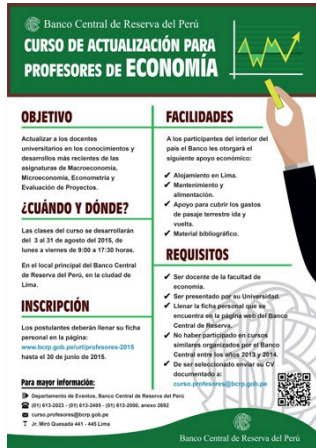 Banco Central de Reserva del Perú
CURSO DE ACTUALIZACIÓN PARA
PROFESORES DE ECONOMÍA
OBJETIVO
Actualizar a los docentes
universitarios en los conocimientos y
desarrollos más recientes de las
asignaturas de Macroeconomía,
Microeconomía, Econometría y
Evaluación de Proyectos.
¿CUÁNDO Y DÓNDE?
Las clases del curso se desarrollarán
del 3 al 31 de agosto del 2015, de
lunes a viernes de 9:00 a 17:30 horas.
En el local principal del Banco Central
de Reserva del Perú, en la ciudad de
Lima.
INSCRIPCIÓN
Los postulantes deberán llenar su ficha
personal en la página:
www.bcrp.gob.pe/url/profesores-2015
hasta el 30 de junio de 2015.
FACILIDADES
A los participantes del interior del
país el Banco les otorgará el
siguiente apoyo económico:
✓ Alojamiento en Lima.
✓ Mantenimiento y
alimentación.
✓ Apoyo para cubrir los gastos
de pasaje terrestre ida y
vuelta.
✓ Material bibliográfico.
REQUISITOS
✓ Ser docente de la facultad de
economía.
✓ Ser presentado por su Universidad.
✓ Llenar la ficha personal que se
encuentra en la página web del Banco
Central de Reserva.
✓ No haber participado en cursos
similares organizados por el Banco
Central entre los años 2013 y 2014.
✓ De ser seleccionado enviar su CV
documentado a:
curso.profesores@bcrp.gob.pe
Para mayor información:
Departamento de Eventos, Banco Central de Reserva del Perú
(01) 613-2023 - (01) 613-2495 - (01) 613-2000, anexo 2692
curso.profesores@bcrp.gob.pe
Jr. Miró Quesada 441 - 445 Lima
Banco Central de Reserva del Perú